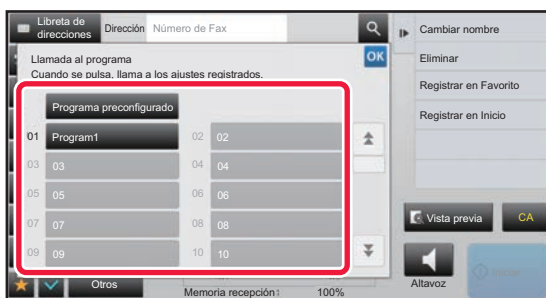 Libreta de
direcciones
Dirección
Número de Fax
Cambiar nombre
Llamada al programa
OK
Cuando se pulsa, llama a los ajustes registrados.
Eliminar
Registrar en Favorito
Programa preconfigurado
Registrar en Inicio
01 Program1
02 02
03 03
04 04
05 05
06 06
07 07
08 08
Vista previa
CA
09 09
10 10
Otros
Memoria recepción:
100%
Altavoz